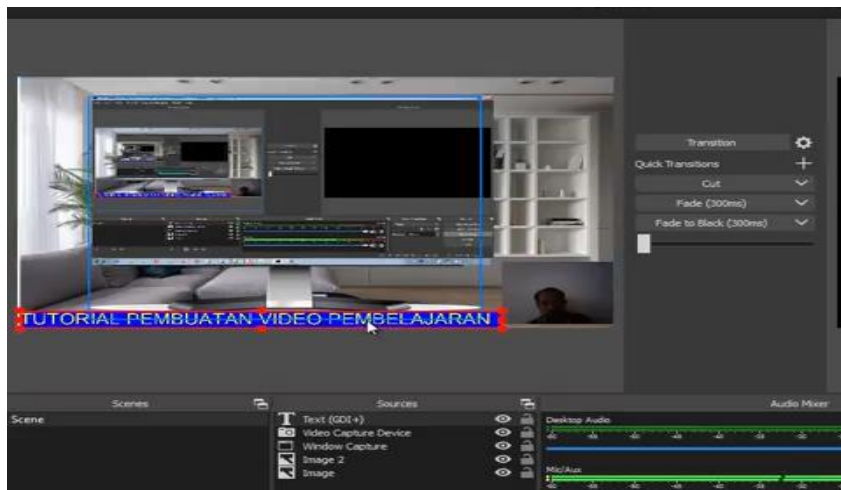 Transition
Quick Transitions
Cut
Fade (300ms)
Fade to Black (300ms)
TUTORIAL PEMBUATAN VIDEO PEMBELAJARAN
Scenes
Sources
Audio Mixer
Scene
Text (GDI+)
Video Capture Device
Window Capture
Image 2
Image
Desktop Audio
Mic/Aux